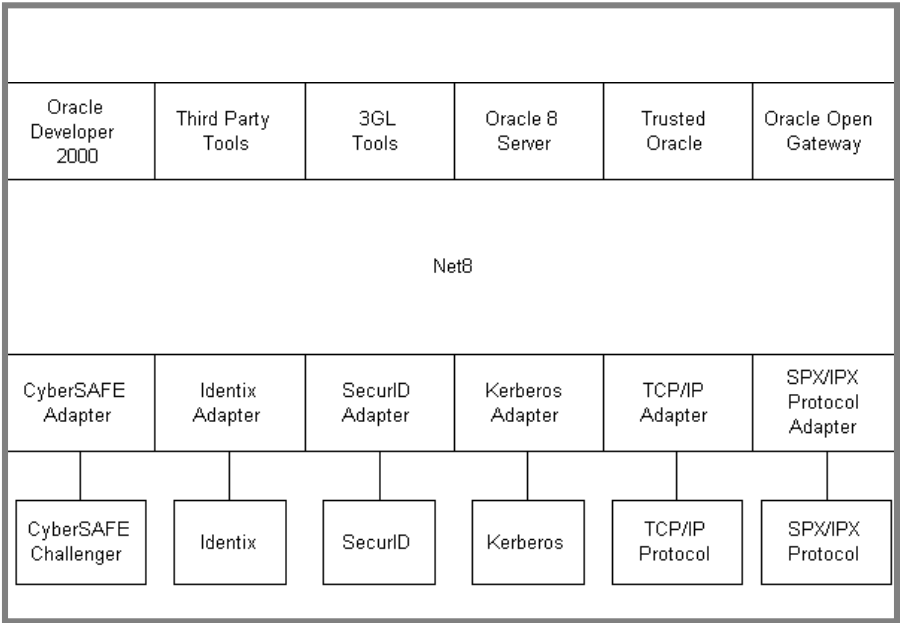 Oracle
Developer
2000
Third Party
Tools
3GL
Tools
Oracle 8
Server
Trusted
Oracle
Oracle Open
Gateway
Net8
CyberSAFE
Adapter
Identix
Adapter
SecurID
Adapter
Kerberos
Adapter
TCP/IP
Adapter
SPX/IPX
Protocol
Adapter
CyberSAFE
Challenger
Identix
SecurID
Kerberos
TCP/IP
Protocol
SPX/IPX
Protocol